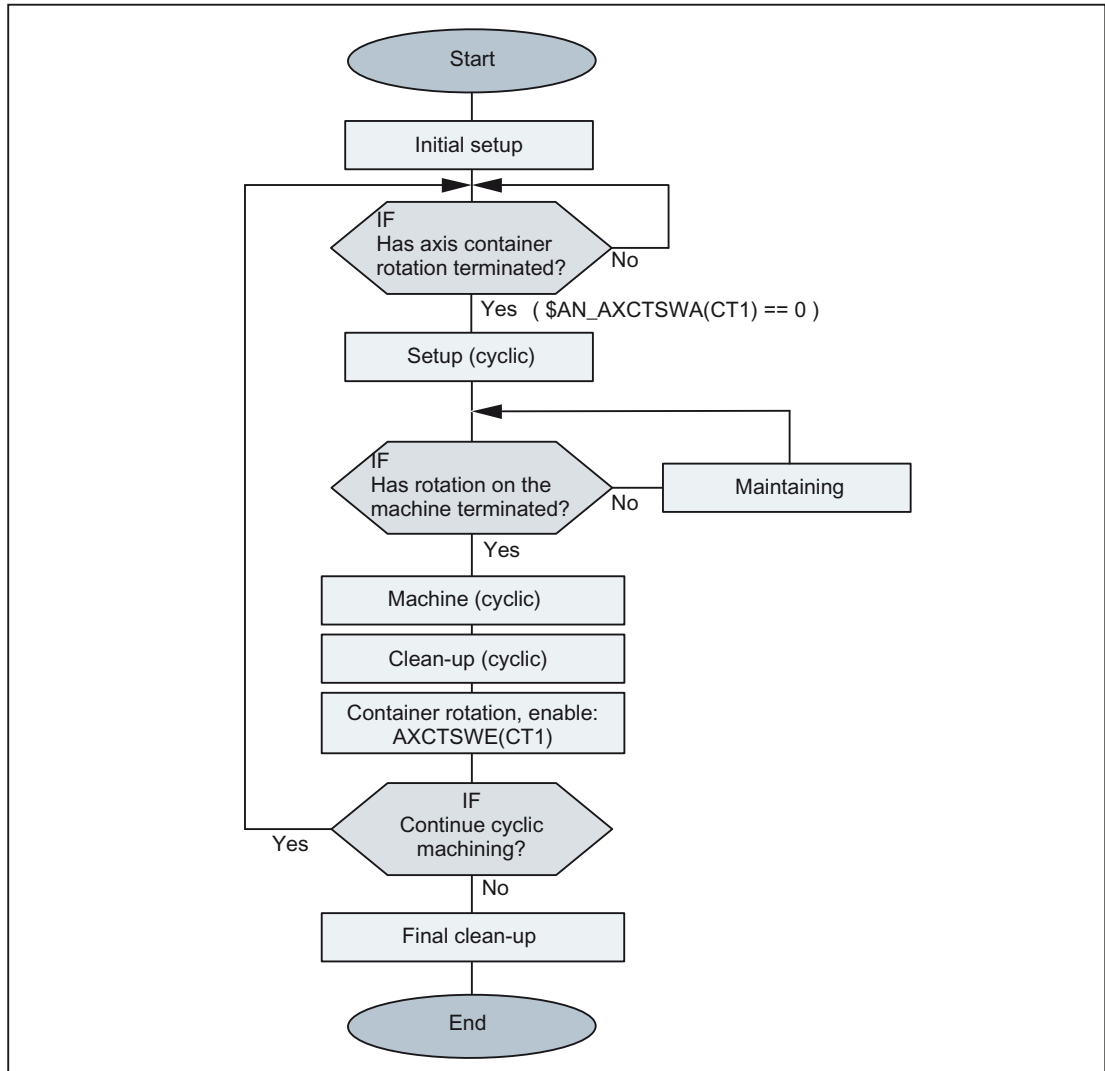 Start
Initial setup
IF
Has axis container
rotation terminated?
No
Yes ( $AN_AXCTSWA(CT1) == 0 )
Setup (cyclic)
IF
Has rotation on the
machine terminated?
No
Maintaining
Yes
Machine (cyclic)
Clean-up (cyclic)
Container rotation, enable:
AXCTSWE(CT1)
IF
Continue cyclic
machining?
Yes
No
Final clean-up
End